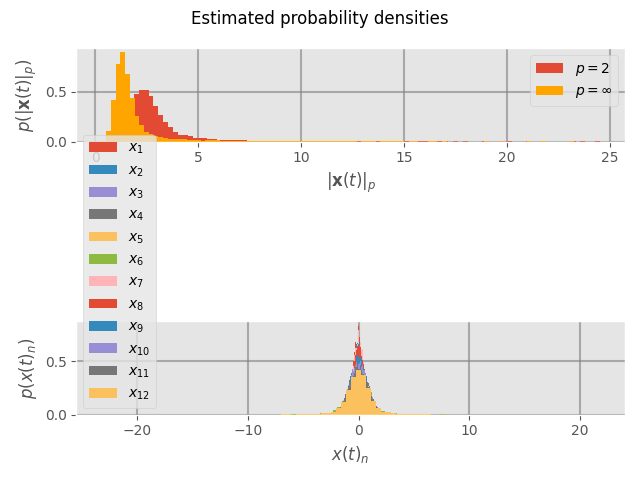 Estimated probability densities
p(|x(t)|ₚ)
0.5
0.0
p = 2
p = ∞
0
5
10
15
20
25
|x(t)|ₚ
x₁
x₂
x₃
x₄
x₅
x₆
x₇
x₈
x₉
x₁₀
x₁₁
x₁₂
p(x(t)ₙ)
0.5
0.0
−20
−10
0
10
20
x(t)ₙ